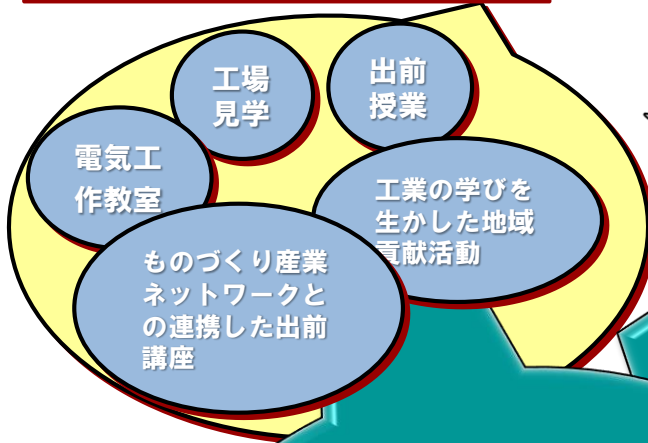 工場
見学
出前
授業
電気工
作教室
工業の学びを
生かした地域
貢献活動
ものづくり産業
ネットワークと
の連携した出前
講座